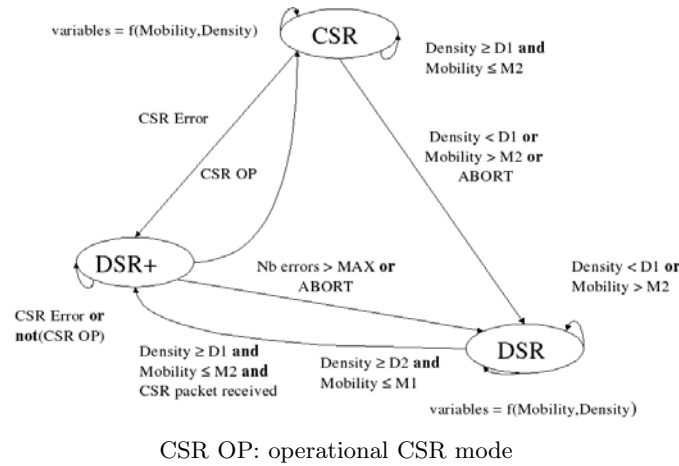 variables = f(Mobility,Density)
CSR
Density ≥ D1 and
Mobility ≤ M2
CSR Error
Density < D1 or
Mobility > M2 or
ABORT
CSR OP
DSR+
Nb errors > MAX or
ABORT
Density < D1 or
Mobility > M2
CSR Error or
not(CSR OP)
Density ≥ D1 and
Mobility ≤ M2 and
CSR packet received
Density ≥ D2 and
Mobility ≤ M1
DSR
variables = f(Mobility,Density)
CSR OP: operational CSR mode